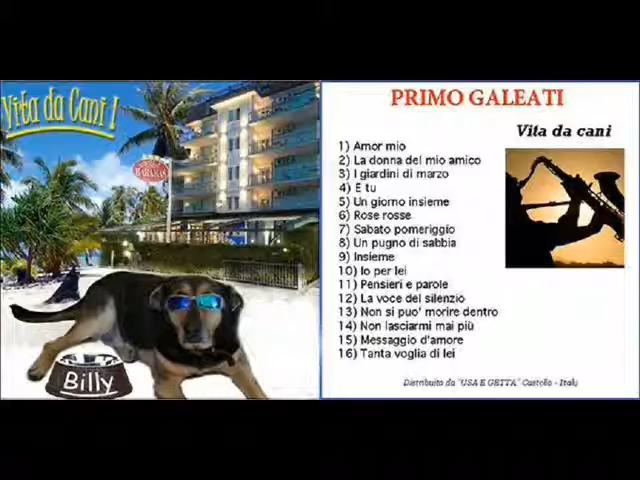 Vita da Cani !
BAHAMAS
Billy
PRIMO GALEATI
Vita da cani
1) Amor mio
2) La donna del mio amico
3) I giardini di marzo
4) E tu
5) Un giorno insieme
6) Rose rosse
7) Sabato pomeriggio
8) Un pugno di sabbia
9) Insieme
10) Io per lei
11) Pensieri e parole
12) La voce del silenzio
13) Non si puo' morire dentro
14) Non lasciarmi mai più
15) Messaggio d'amore
16) Tanta voglia di lei
Distribuito da "USA E GETTA" Castello - Italy